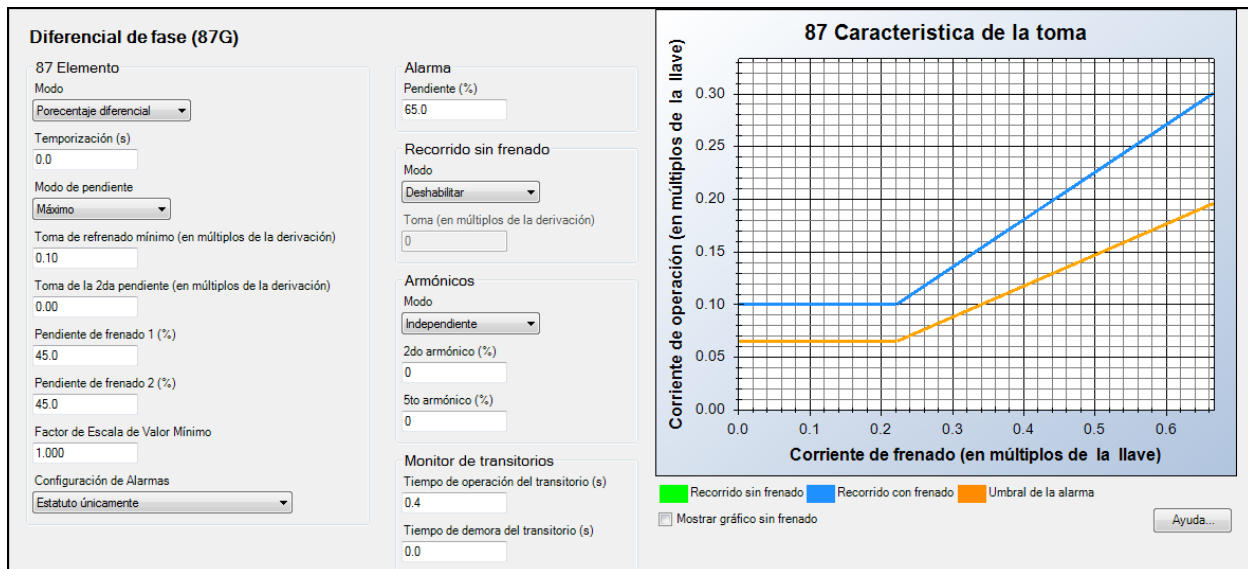 Diferencial de fase (87G)
87 Elemento
Modo
Porecentaje diferencial
Temporización (s)
0.0
Modo de pendiente
Máximo
Toma de refrenado mínimo (en múltiplos de la derivación)
0.10
Toma de la 2da pendiente (en múltiplos de la derivación)
0.00
Pendiente de frenado 1 (%)
45.0
Pendiente de frenado 2 (%)
45.0
Factor de Escala de Valor Mínimo
1.000
Configuración de Alarmas
Estatuto únicamente
Alarma
Pendiente (%)
65.0
Recorrido sin frenado
Modo
Deshabilitar
Toma (en múltiplos de la derivación)
0
Armónicos
Modo
Independiente
2do armónico (%)
0
5to armónico (%)
0
Monitor de transitorios
Tiempo de operación del transitorio (s)
0.4
Tiempo de demora del transitorio (s)
0.0
87 Caracteristica de la toma
Corriente de operación (en múltiplos de la llave)
0.30
0.25
0.20
0.15
0.10
0.05
0.00
0.0 0.1 0.2 0.3 0.4 0.5 0.6
Corriente de frenado (en múltiplos de la llave)
Recorrido sin frenado Recorrido con frenado Umbral de la alarma
Mostrar gráfico sin frenado
Ayuda...